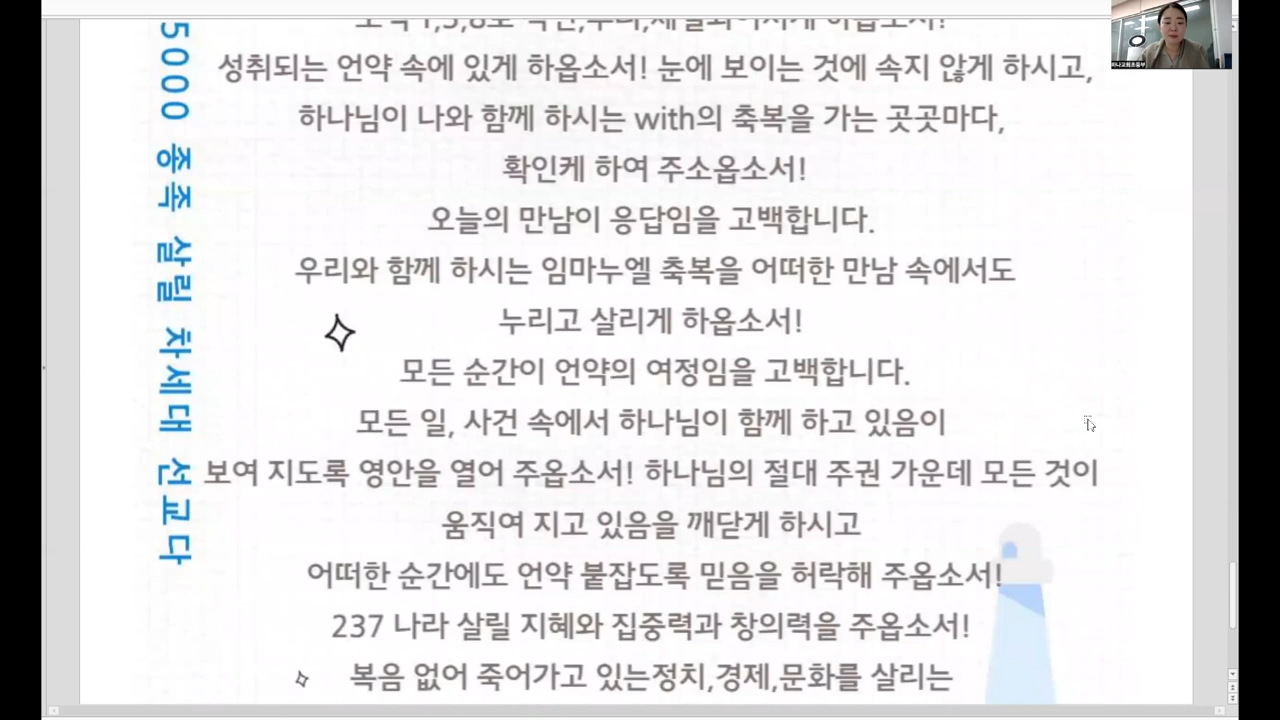 5000 종족 살릴 차세대 선교다
성취되는 언약 속에 있게 하옵소서! 눈에 보이는 것에 속지 않게 하시고,
하나님이 나와 함께 하시는 with의 축복을 가는 곳곳마다,
확인케 하여 주소옵소서!
오늘의 만남이 응답임을 고백합니다.
우리와 함께 하시는 임마누엘 축복을 어떠한 만남 속에서도
누리고 살리게 하옵소서!
모든 순간이 언약의 여정임을 고백합니다.
모든 일, 사건 속에서 하나님이 함께 하고 있음이
보여 지도록 영안을 열어 주옵소서! 하나님의 절대 주권 가운데 모든 것이
움직여 지고 있음을 깨닫게 하시고
어떠한 순간에도 언약 붙잡도록 믿음을 허락해 주옵소서!
237 나라 살릴 지혜와 집중력과 창의력을 주옵소서!
복음 없어 죽어가고 있는정치,경제,문화를 살리는